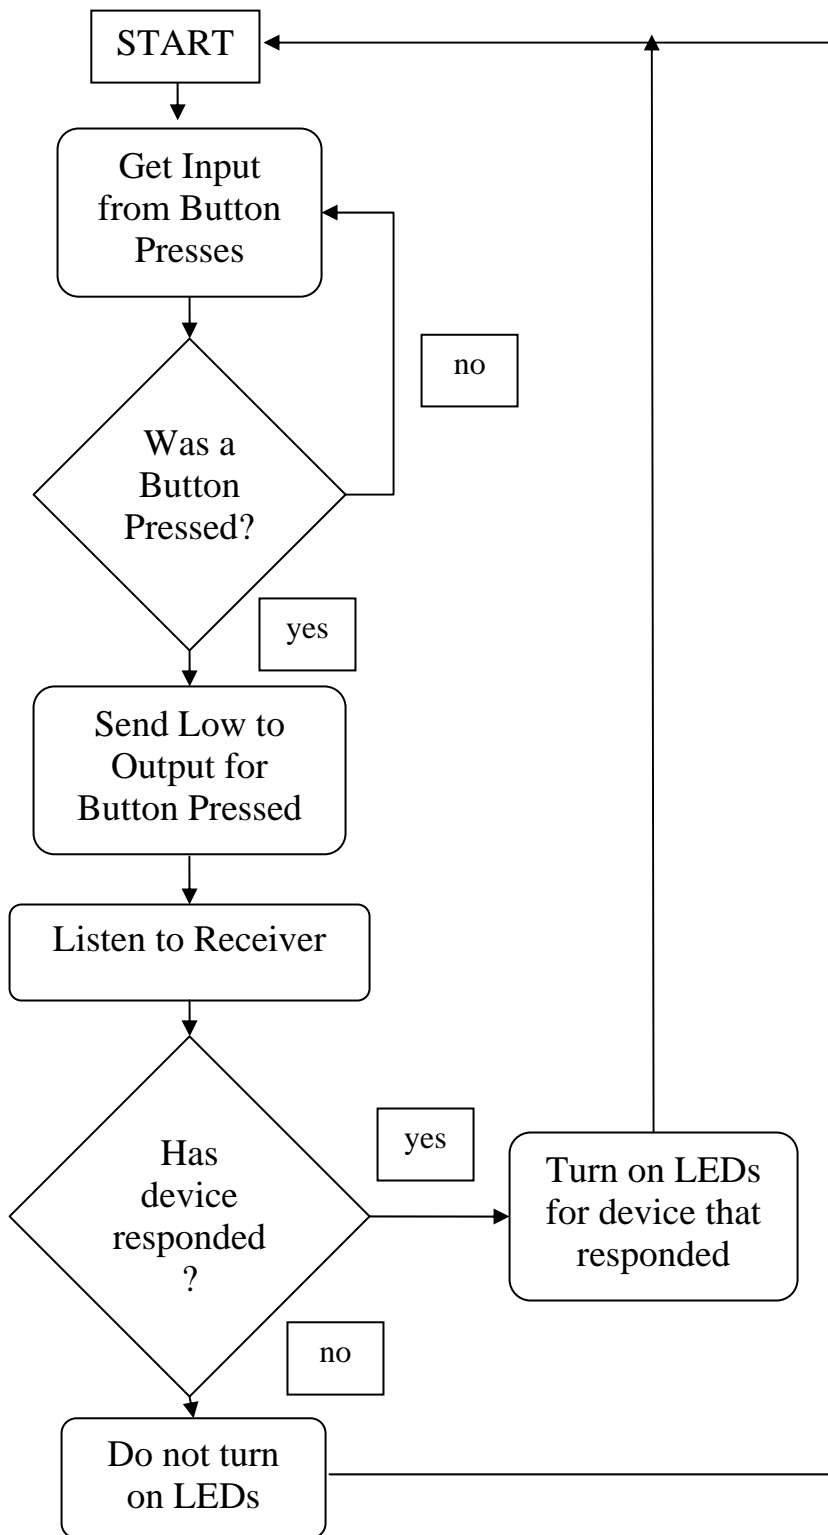 START
Get Input
from Button
Presses
no
Was a
Button
Pressed?
yes
Send Low to
Output for
Button Pressed
Listen to Receiver
Has
device
responded
?
yes
Turn on LEDs
for device that
responded
no
Do not turn
on LEDs